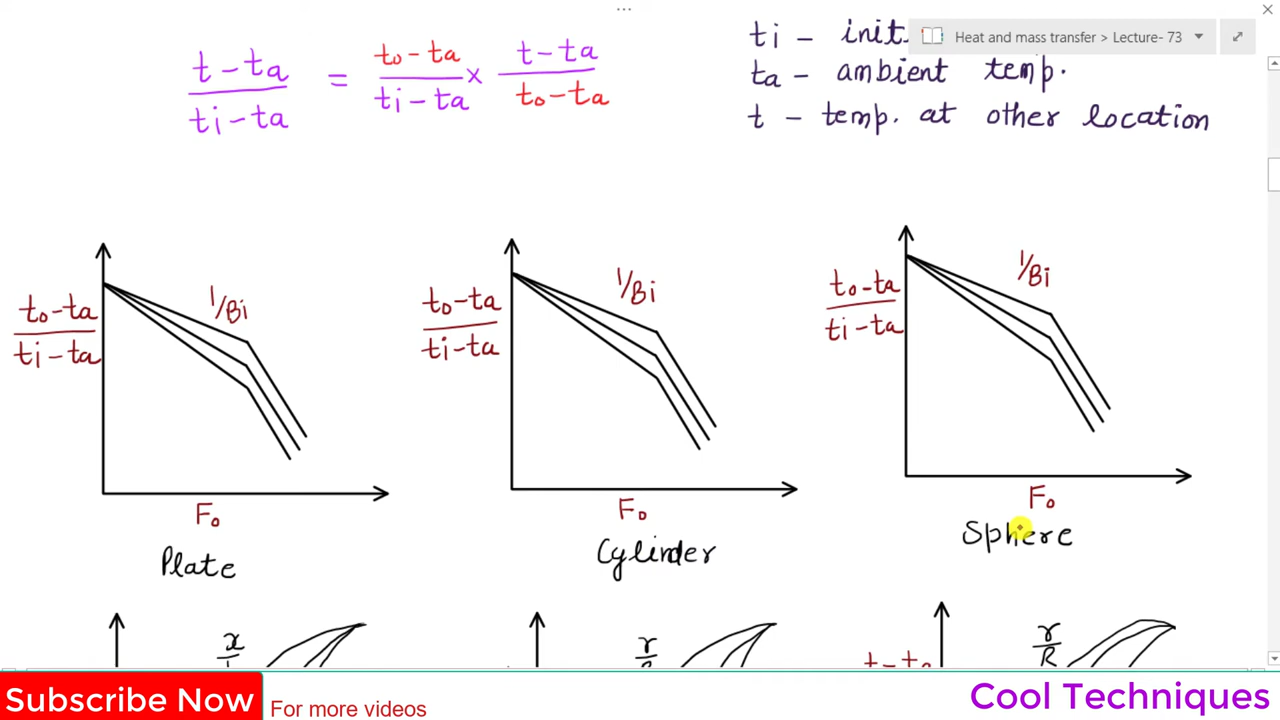 t - ta / ti - ta = to - ta / ti - ta × t - ta / to - ta
ti - init
Heat and mass transfer > Lecture- 73
ta - ambient temp.
t - temp. at other location
to - ta / ti - ta
1/Bi
Fo
Plate
to - ta / ti - ta
1/Bi
Fo
Cylinder
to - ta / ti - ta
1/Bi
Fo
Sphere
x
r
r/R
Subscribe Now
For more videos
Cool Techniques